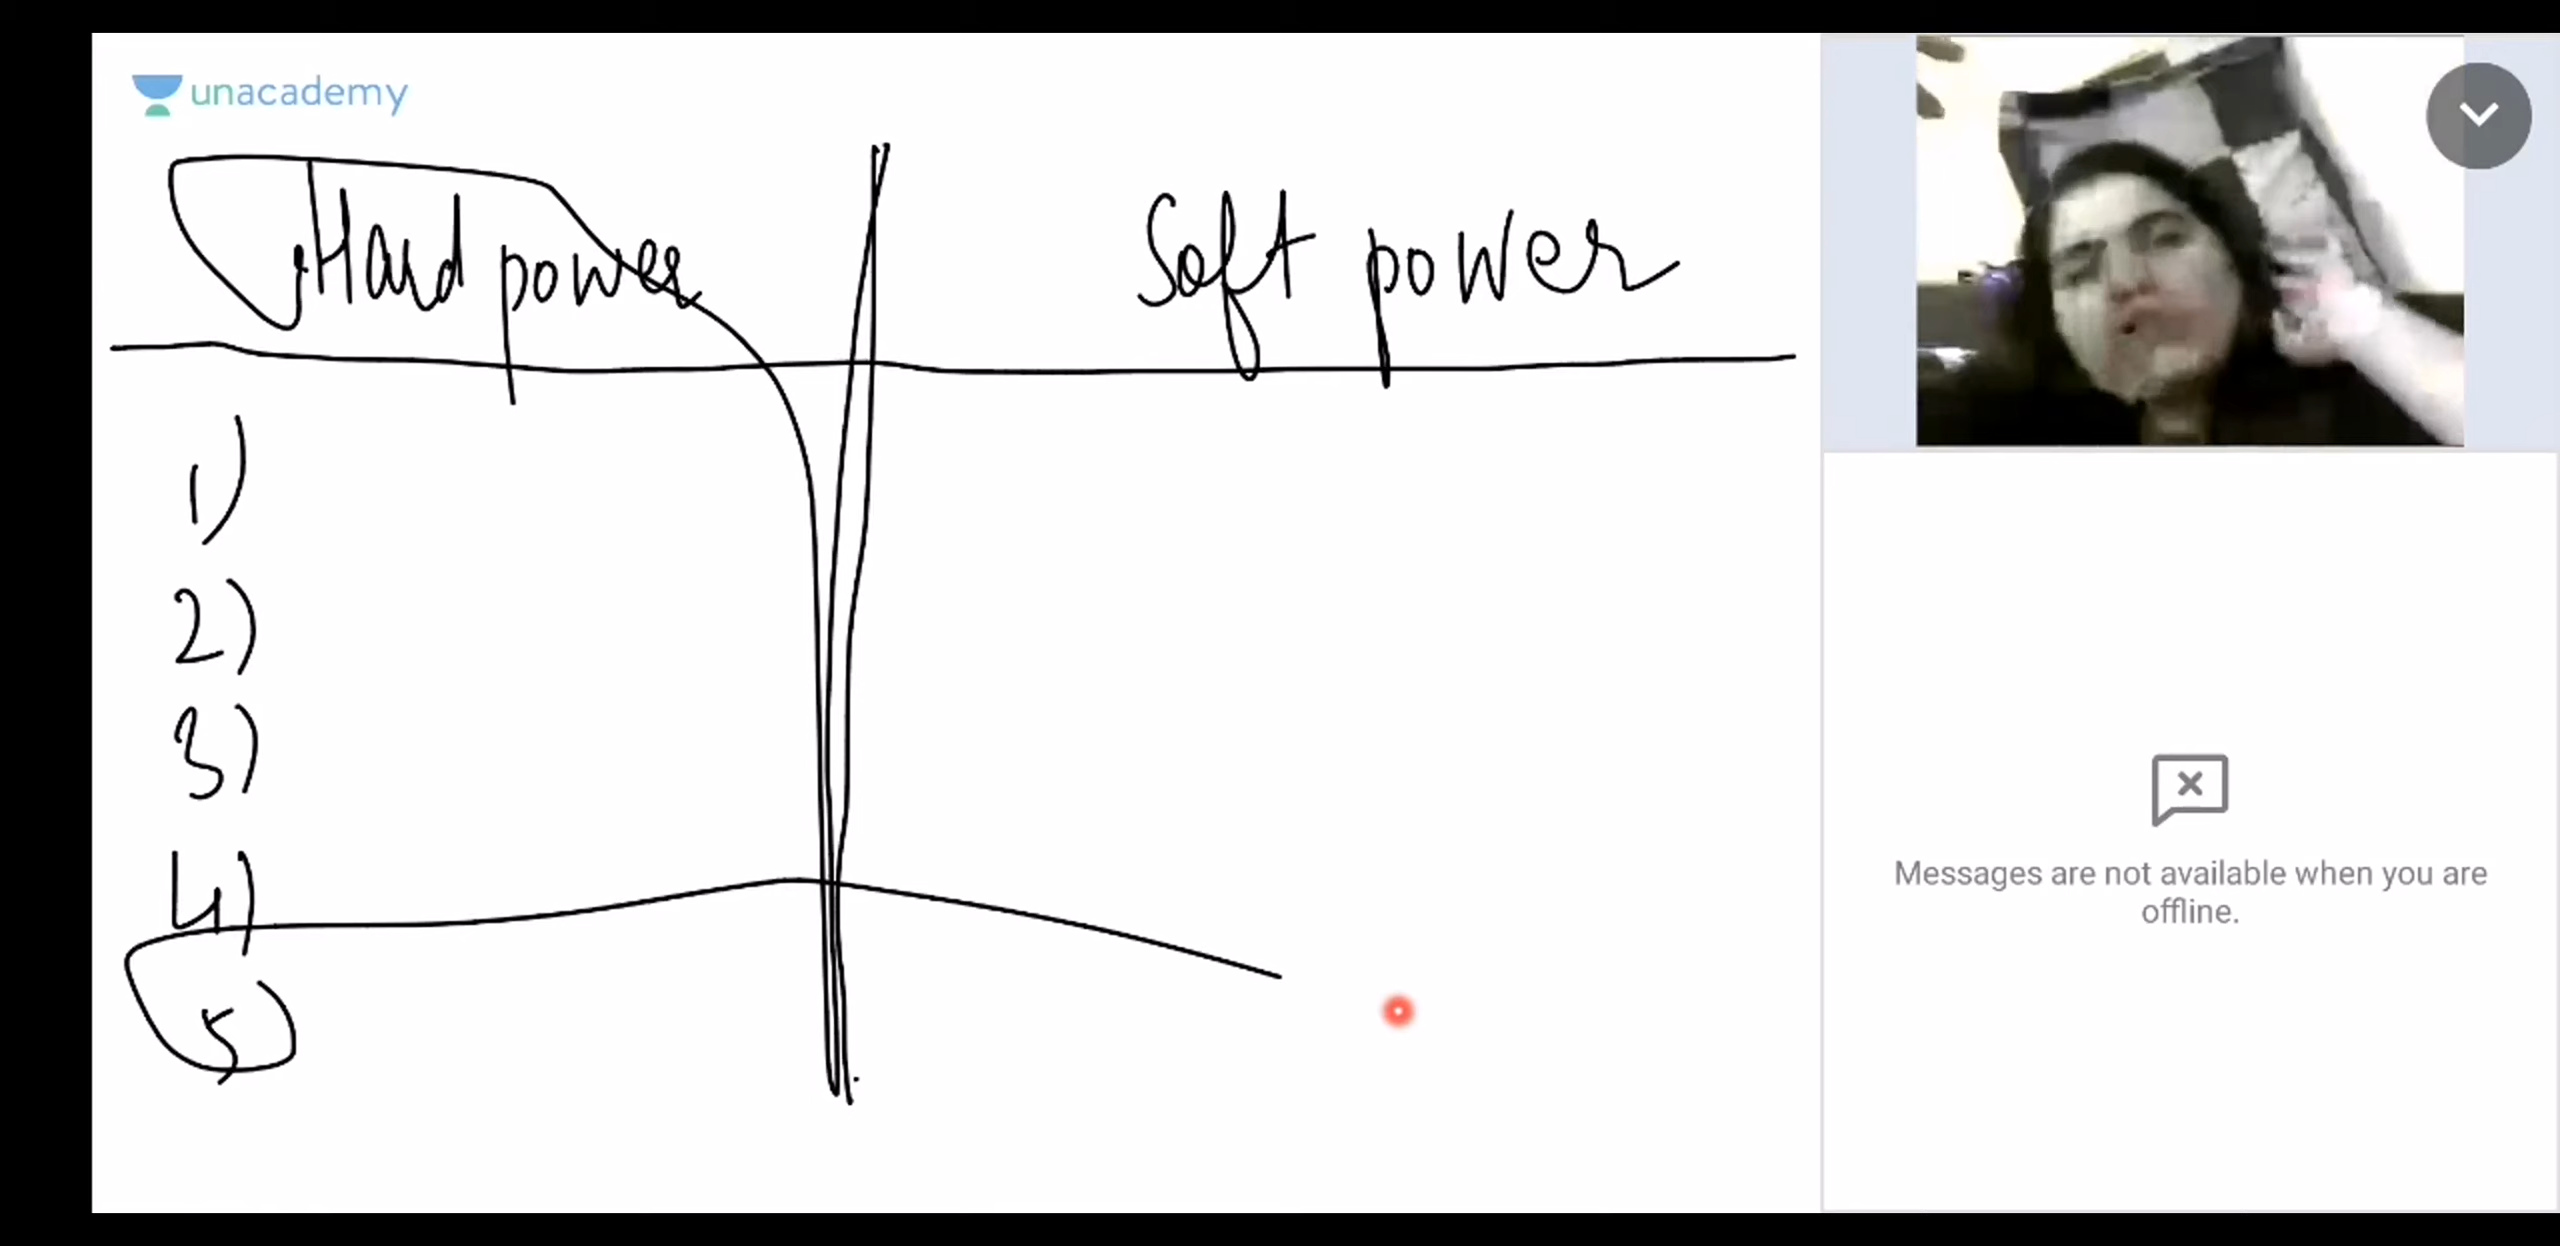 unacademy
Hard power
Soft power
1)
2)
3)
4)
5)
Messages are not available when you are
offline.